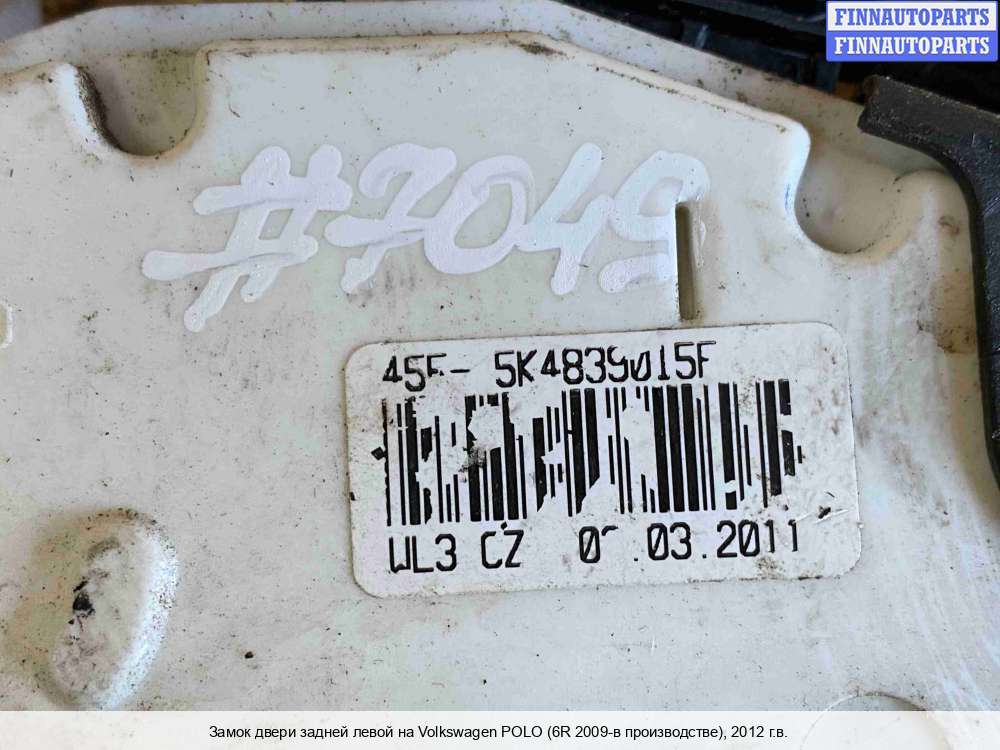 FINNAUTOPARTS
FINNAUTOPARTS
#7049
5K4839015F
WL3 CZ .03.2011
Замок двери задней левой на Volkswagen POLO (6R 2009-в производстве), 2012 г.в.